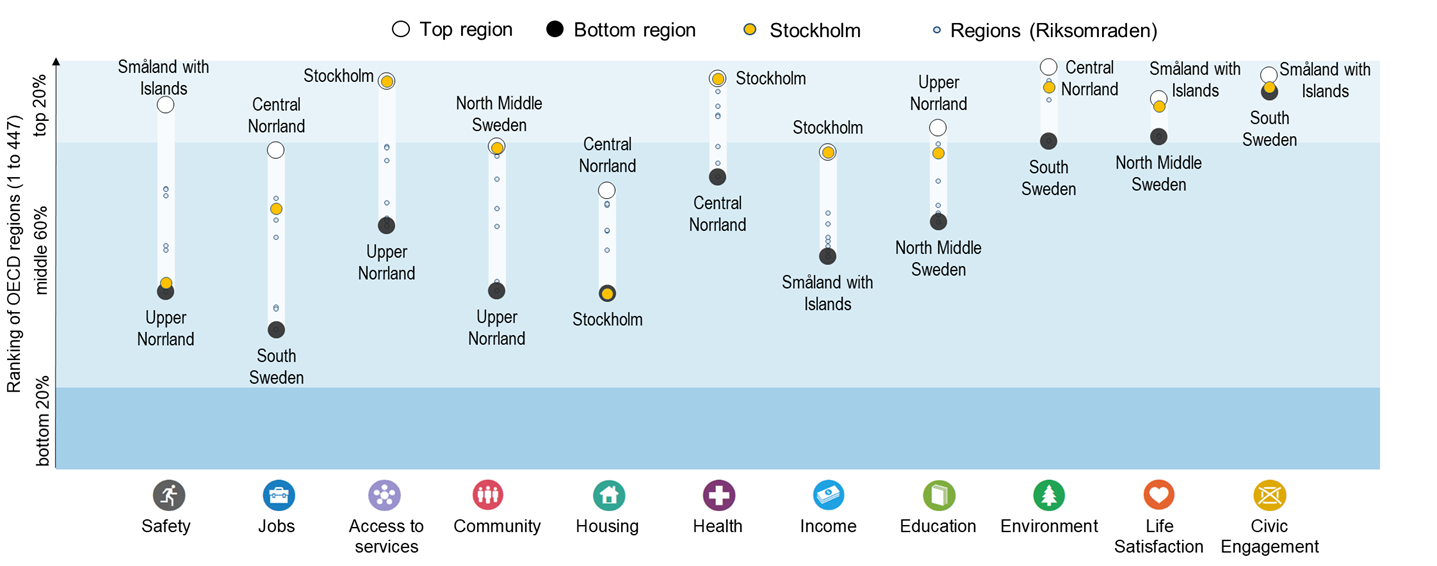 Top region
Bottom region
Stockholm
Regions (Riksomraden)
Ranking of OECD regions (1 to 447)
top 20%
middle 60%
bottom 20%
Småland with
Islands
Upper
Norrland
Central
Norrland
South
Sweden
Stockholm
Upper
Norrland
North Middle
Sweden
Upper
Norrland
Central
Norrland
Stockholm
Stockholm
Central
Norrland
Stockholm
Småland with
Islands
Upper
Norrland
North Middle
Sweden
Central
Norrland
South
Sweden
Småland with
Islands
North Middle
Sweden
Småland with
Islands
South
Sweden
Safety
Jobs
Access to
services
Community
Housing
Health
Income
Education
Environment
Life
Satisfaction
Civic
Engagement